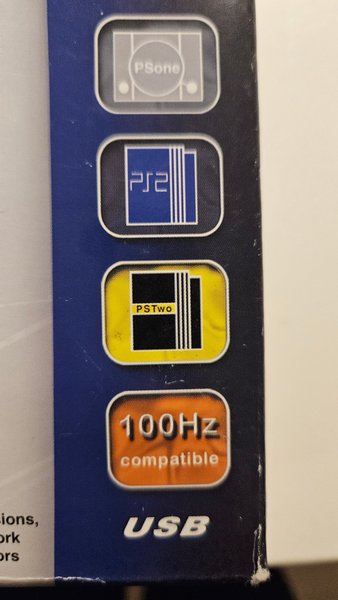 PSone
PS2
PSTwo
100Hz
compatible
USB
ions,
ork
ors